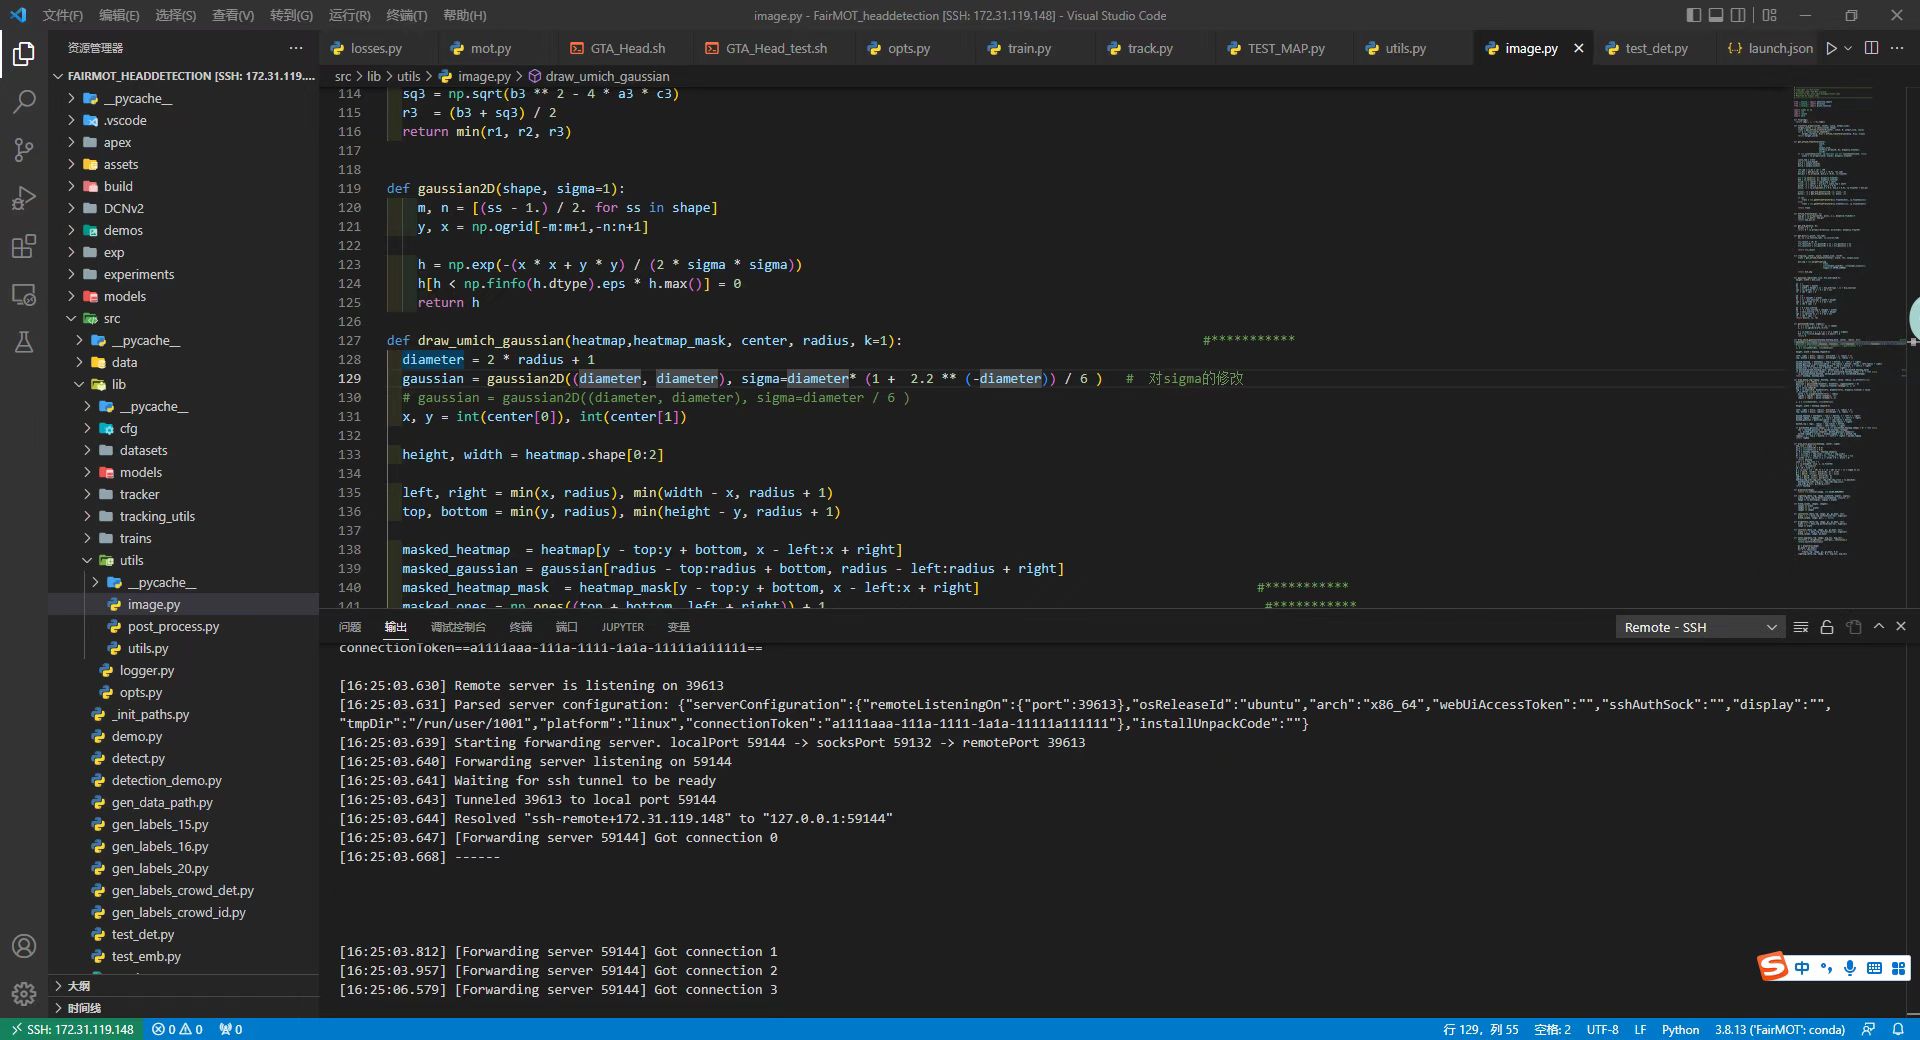 文件(F) 编辑(E) 选择(S) 查看(V) 转到(G) 运行(R) 终端(T) 帮助(H)
image.py - FairMOT_headdetection [SSH: 172.31.119.148] - Visual Studio Code
资源管理器
losses.py mot.py GTA_Head.sh GTA_Head_test.sh opts.py train.py track.py TEST_MAP.py utils.py image.py test_det.py launch.json
FAIRMOT_HEADDETECTION [SSH: 172.31.119....
src > lib > utils > image.py > draw_umich_gaussian
__pycache__
.vscode
apex
assets
build
DCNv2
demos
exp
experiments
models
src
__pycache__
data
lib
__pycache__
cfg
datasets
models
tracker
tracking_utils
trains
utils
__pycache__
image.py
post_process.py
utils.py
logger.py
opts.py
_init_paths.py
demo.py
detect.py
detection_demo.py
gen_data_path.py
gen_labels_15.py
gen_labels_16.py
gen_labels_20.py
gen_labels_crowd_det.py
gen_labels_crowd_id.py
test_det.py
test_emb.py
大纲
时间线
114 sq3 = np.sqrt(b3 ** 2 - 4 * a3 * c3)
115 r3  = (b3 + sq3) / 2
116 return min(r1, r2, r3)
117
118
119 def gaussian2D(shape, sigma=1):
120 m, n = [(ss - 1.) / 2. for ss in shape]
121 y, x = np.ogrid[-m:m+1,-n:n+1]
122
123 h = np.exp(-(x * x + y * y) / (2 * sigma * sigma))
124 h[h < np.finfo(h.dtype).eps * h.max()] = 0
125 return h
126
127 def draw_umich_gaussian(heatmap,heatmap_mask, center, radius, k=1): #***********
128 diameter = 2 * radius + 1
129 gaussian = gaussian2D((diameter, diameter), sigma=diameter* (1 +  2.2 ** (-diameter)) / 6 ) # 对sigma的修改
130 # gaussian = gaussian2D((diameter, diameter), sigma=diameter / 6 )
131 x, y = int(center[0]), int(center[1])
132
133 height, width = heatmap.shape[0:2]
134
135 left, right = min(x, radius), min(width - x, radius + 1)
136 top, bottom = min(y, radius), min(height - y, radius + 1)
137
138 masked_heatmap  = heatmap[y - top:y + bottom, x - left:x + right]
139 masked_gaussian = gaussian[radius - top:radius + bottom, radius - left:radius + right]
140 masked_heatmap_mask  = heatmap_mask[y - top:y + bottom, x - left:x + right] #***********
141 masked_ones = np.ones((top + bottom, left + right)) + 1 #***********
问题 输出 调试控制台 终端 端口 JUPYTER 变量
Remote - SSH
connectionToken==a1111aaa-111a-1111-1a1a-11111a111111==
[16:25:03.630] Remote server is listening on 39613
[16:25:03.631] Parsed server configuration: {"serverConfiguration":{"remoteListeningOn":{"port":39613},"osReleaseId":"ubuntu","arch":"x86_64","webUiAccessToken":"","sshAuthSock":"","display":"",
"tmpDir":"/run/user/1001","platform":"linux","connectionToken":"a1111aaa-111a-1111-1a1a-11111a111111"},"installUnpackCode":""}
[16:25:03.639] Starting forwarding server. localPort 59144 -> socksPort 59132 -> remotePort 39613
[16:25:03.640] Forwarding server listening on 59144
[16:25:03.641] Waiting for ssh tunnel to be ready
[16:25:03.643] Tunneled 39613 to local port 59144
[16:25:03.644] Resolved "ssh-remote+172.31.119.148" to "127.0.0.1:59144"
[16:25:03.647] [Forwarding server 59144] Got connection 0
[16:25:03.668] ------
[16:25:03.812] [Forwarding server 59144] Got connection 1
[16:25:03.957] [Forwarding server 59144] Got connection 2
[16:25:06.579] [Forwarding server 59144] Got connection 3
中
SSH: 172.31.119.148 0 0 0
行 129，列 55 空格: 2 UTF-8 LF Python 3.8.13 ('FairMOT': conda)